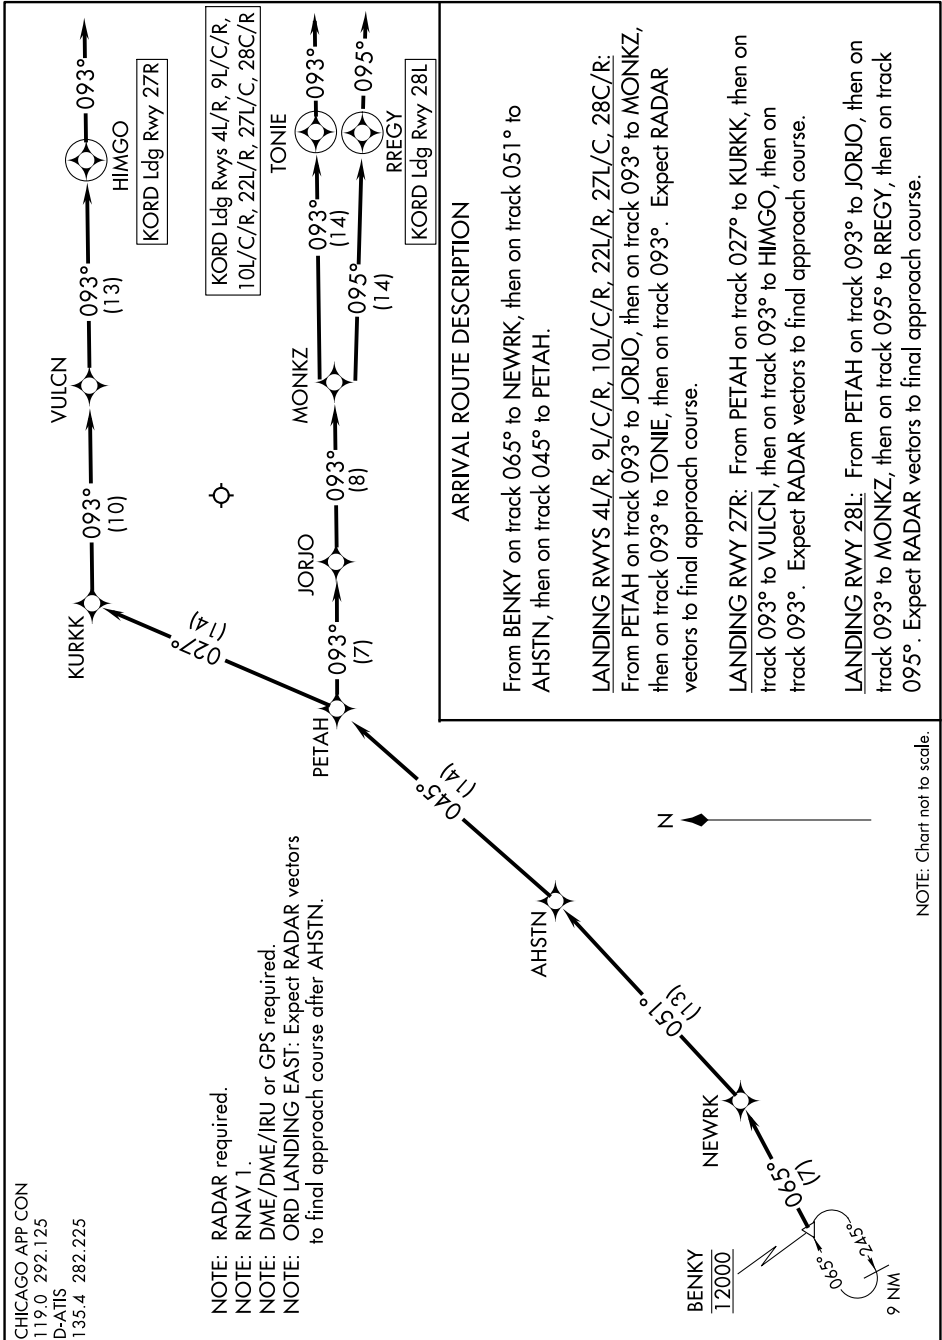 CHICAGO APP CON
119.0 292.125
D-ATIS
135.4 282.225
NOTE: RADAR required.
NOTE: RNAV 1.
NOTE: DME/DME/IRU or GPS required.
NOTE: ORD LANDING EAST: Expect RADAR vectors
to final approach course after AHSTN.
BENKY
12000
065°
245°
9 NM
065°
(7)
NEWRK
051°
(13)
AHSTN
045°
(14)
PETAH
027°
(14)
KURKK
093°
(10)
VULCN
093°
(13)
HIMGO
093°
KORD Ldg Rwy 27R
093°
(7)
JORJO
093°
(8)
MONKZ
093°
(14)
TONIE
093°
KORD Ldg Rwys 4L/R, 9L/C/R,
10L/C/R, 22L/R, 27L/C, 28C/R
095°
(14)
RREGY
095°
KORD Ldg Rwy 28L
N
NOTE: Chart not to scale.
ARRIVAL ROUTE DESCRIPTION
From BENKY on track 065° to NEWRK, then on track 051° to
AHSTN, then on track 045° to PETAH.
LANDING RWYS 4L/R, 9L/C/R, 10L/C/R, 22L/R, 27L/C, 28C/R:
From PETAH on track 093° to JORJO, then on track 093° to MONKZ,
then on track 093° to TONIE, then on track 093°. Expect RADAR
vectors to final approach course.
LANDING RWY 27R: From PETAH on track 027° to KURKK, then on
track 093° to VULCN, then on track 093° to HIMGO, then on
track 093°. Expect RADAR vectors to final approach course.
LANDING RWY 28L: From PETAH on track 093° to JORJO, then on
track 093° to MONKZ, then on track 095° to RREGY, then on track
095°. Expect RADAR vectors to final approach course.